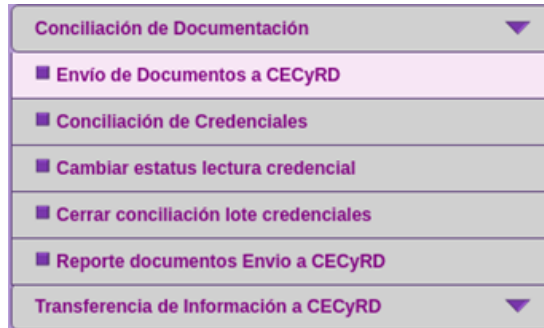 Conciliación de Documentación
Envío de Documentos a CECyRD
Conciliación de Credenciales
Cambiar estatus lectura credencial
Cerrar conciliación lote credenciales
Reporte documentos Envio a CECyRD
Transferencia de Información a CECyRD